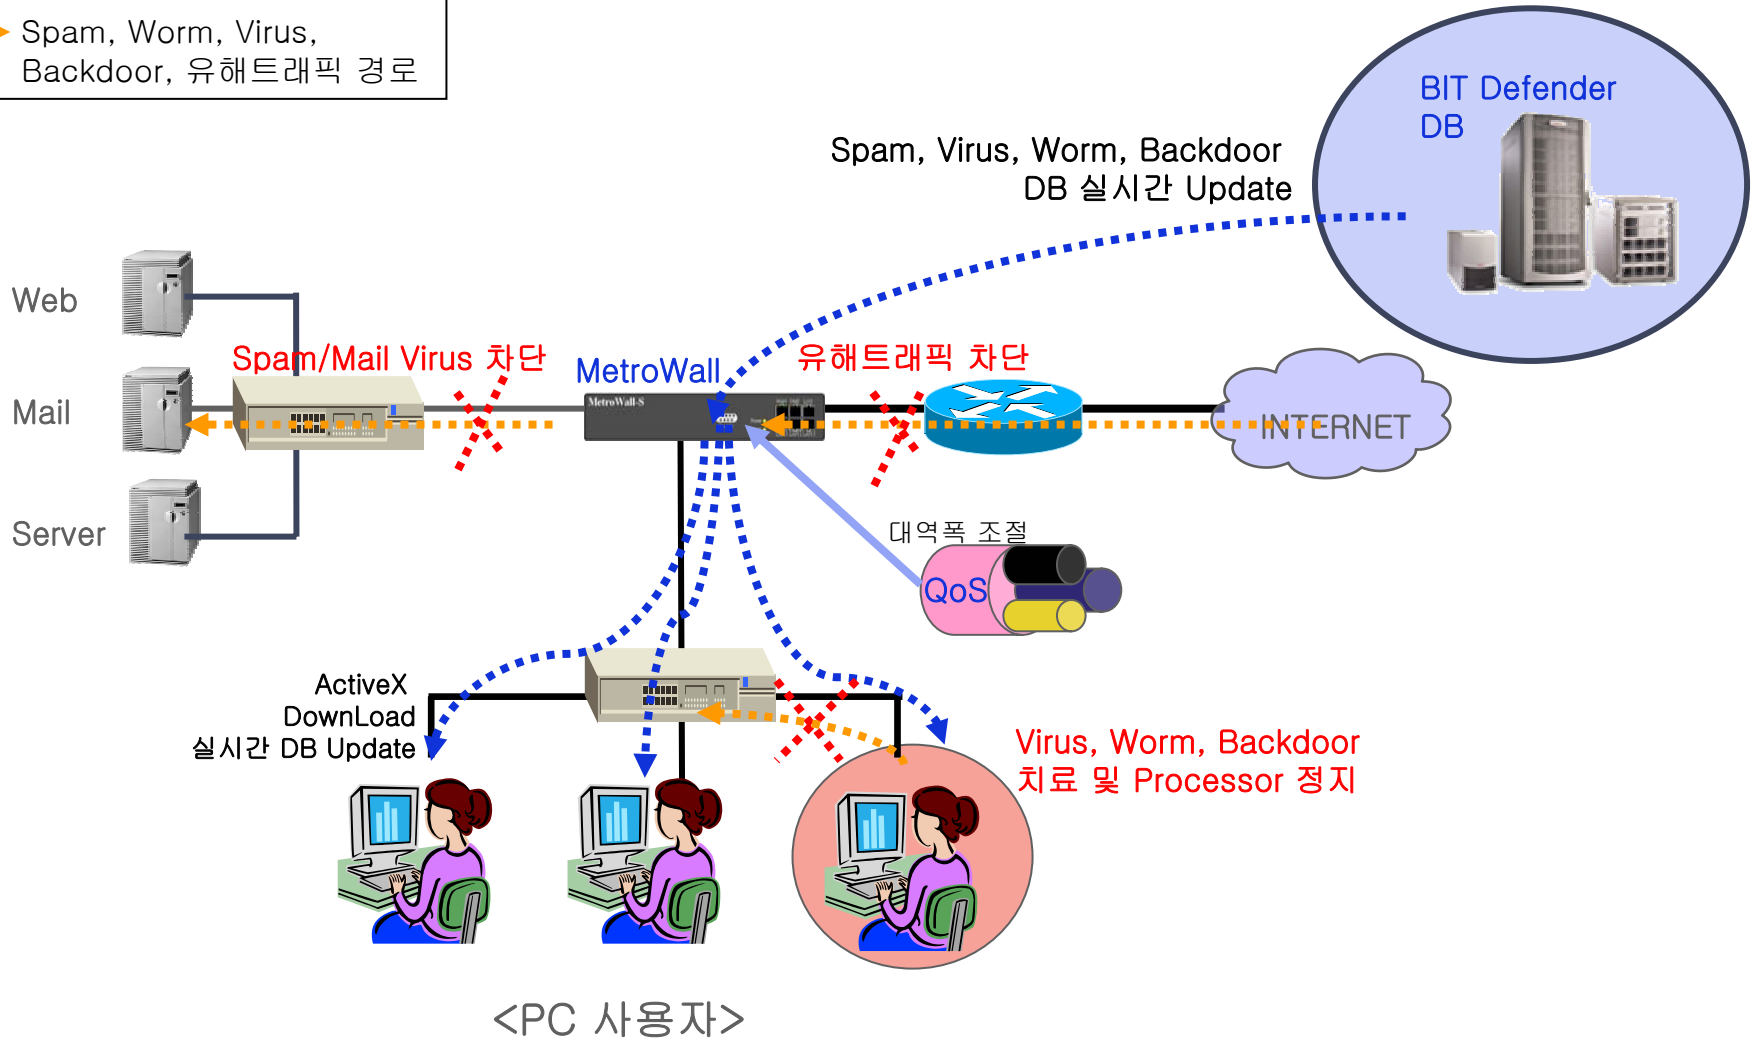 Spam, Worm, Virus,
Backdoor, 유해트래픽 경로
BIT Defender
DB
Spam, Virus, Worm, Backdoor
DB 실시간 Update
Web
Spam/Mail Virus 차단
MetroWall
유해트래픽 차단
MetroWall-S
Mail
INTERNET
Server
대역폭 조절
QoS
ActiveX
DownLoad
실시간 DB Update
Virus, Worm, Backdoor
치료 및 Processor 정지
<PC 사용자>